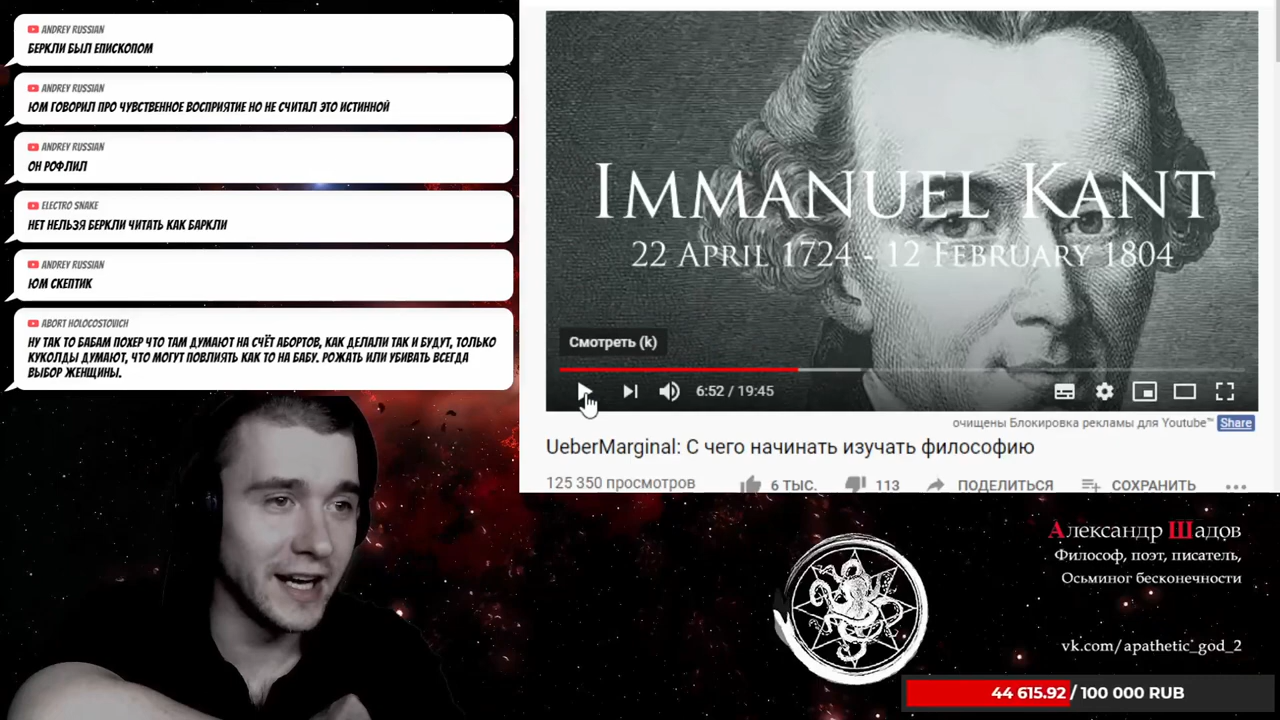 ANDREY RUSSIAN
БЕРКЛИ БЫЛ ЕПИСКОПОМ
ANDREY RUSSIAN
ЮМ ГОВОРИЛ ПРО ЧУВСТВЕННОЕ ВОСПРИЯТИЕ НО НЕ СЧИТАЛ ЭТО ИСТИННОЙ
ANDREY RUSSIAN
ОН РОФЛИЛ
ELECTRO SNAKE
НЕТ НЕЛЬЗЯ БЕРКЛИ ЧИТАТЬ КАК БАРКЛИ
ANDREY RUSSIAN
ЮМ СКЕПТИК
ABORT HOLOCOSTOVICH
НУ ТАК ТО БАБАМ ПОХЕР ЧТО ТАМ ДУМАЮТ НА СЧЁТ АБОРТОВ, КАК ДЕЛАЛИ ТАК И БУДУТ, ТОЛЬКО
КУКОЛДЫ ДУМАЮТ, ЧТО МОГУТ ПОВЛИЯТЬ КАК ТО НА БАБУ. РОЖАТЬ ИЛИ УБИВАТЬ ВСЕГДА
ВЫБОР ЖЕНЩИНЫ.
IMMANUEL KANT
22 APRIL 1724 - 12 FEBRUARY 1804
Смотреть (k)
6:52 / 19:45
очищены Блокировка рекламы для Youtube™ Share
UeberMarginal: С чего начинать изучать философию
125 350 просмотров
6 ТЫС. 113 ПОДЕЛИТЬСЯ СОХРАНИТЬ
Александр Шадов
Философ, поэт, писатель,
Осьминог бесконечности
vk.com/apathetic_god_2
44 615.92 / 100 000 RUB